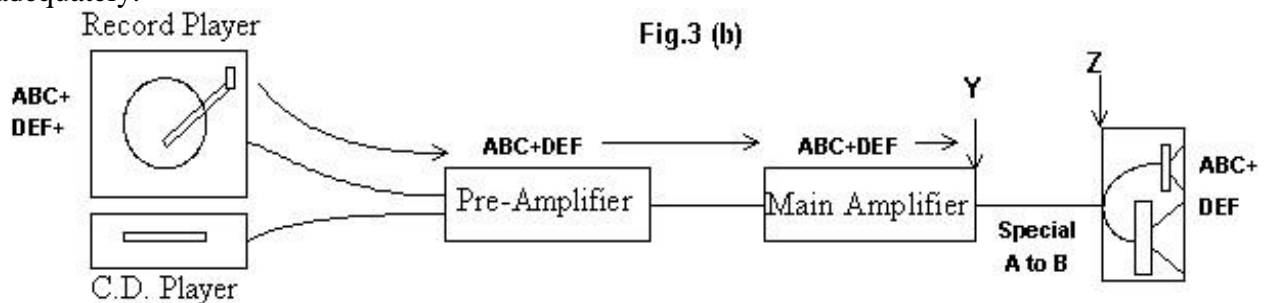 adequately.
Record Player
Fig.3 (b)
Z
Y
ABC+
DEF+
ABC+DEF
ABC+DEF
ABC+
DEF
Pre-Amplifier
Main Amplifier
Special
A to B
C.D. Player